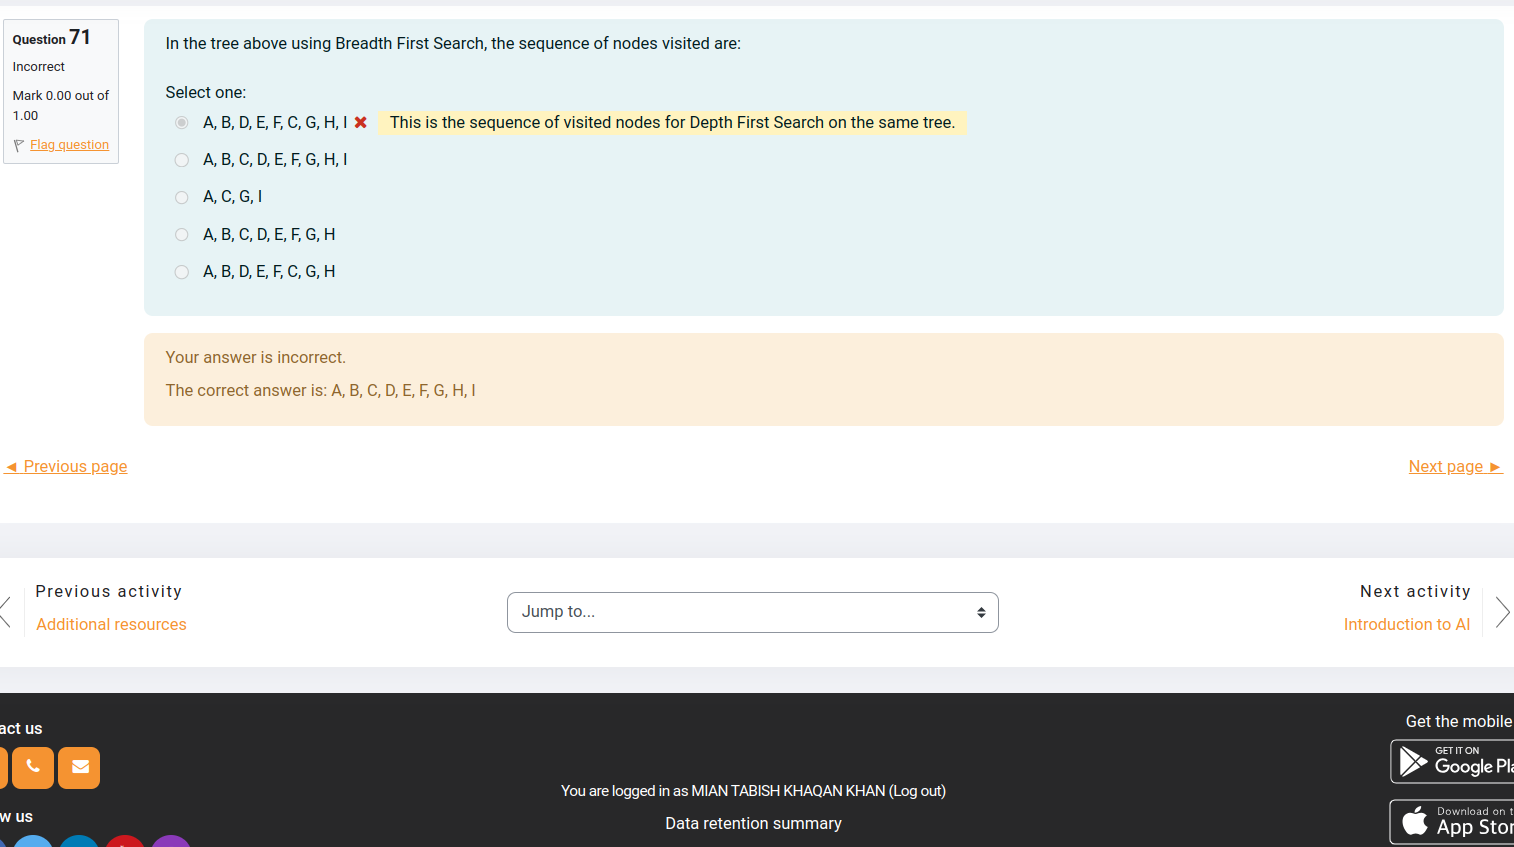 Question 71
Incorrect
Mark 0.00 out of
1.00
Flag question
In the tree above using Breadth First Search, the sequence of nodes visited are:
Select one:
A, B, D, E, F, C, G, H, I ✖ This is the sequence of visited nodes for Depth First Search on the same tree.
A, B, C, D, E, F, G, H, I
A, C, G, I
A, B, C, D, E, F, G, H
A, B, D, E, F, C, G, H
Your answer is incorrect.
The correct answer is: A, B, C, D, E, F, G, H, I
◄ Previous page
Next page ►
Previous activity
Additional resources
Jump to...
Next activity
Introduction to AI
act us
w us
You are logged in as MIAN TABISH KHAQAN KHAN (Log out)
Data retention summary
Get the mobile
GET IT ON
Google Pla
Download on t
App Stor